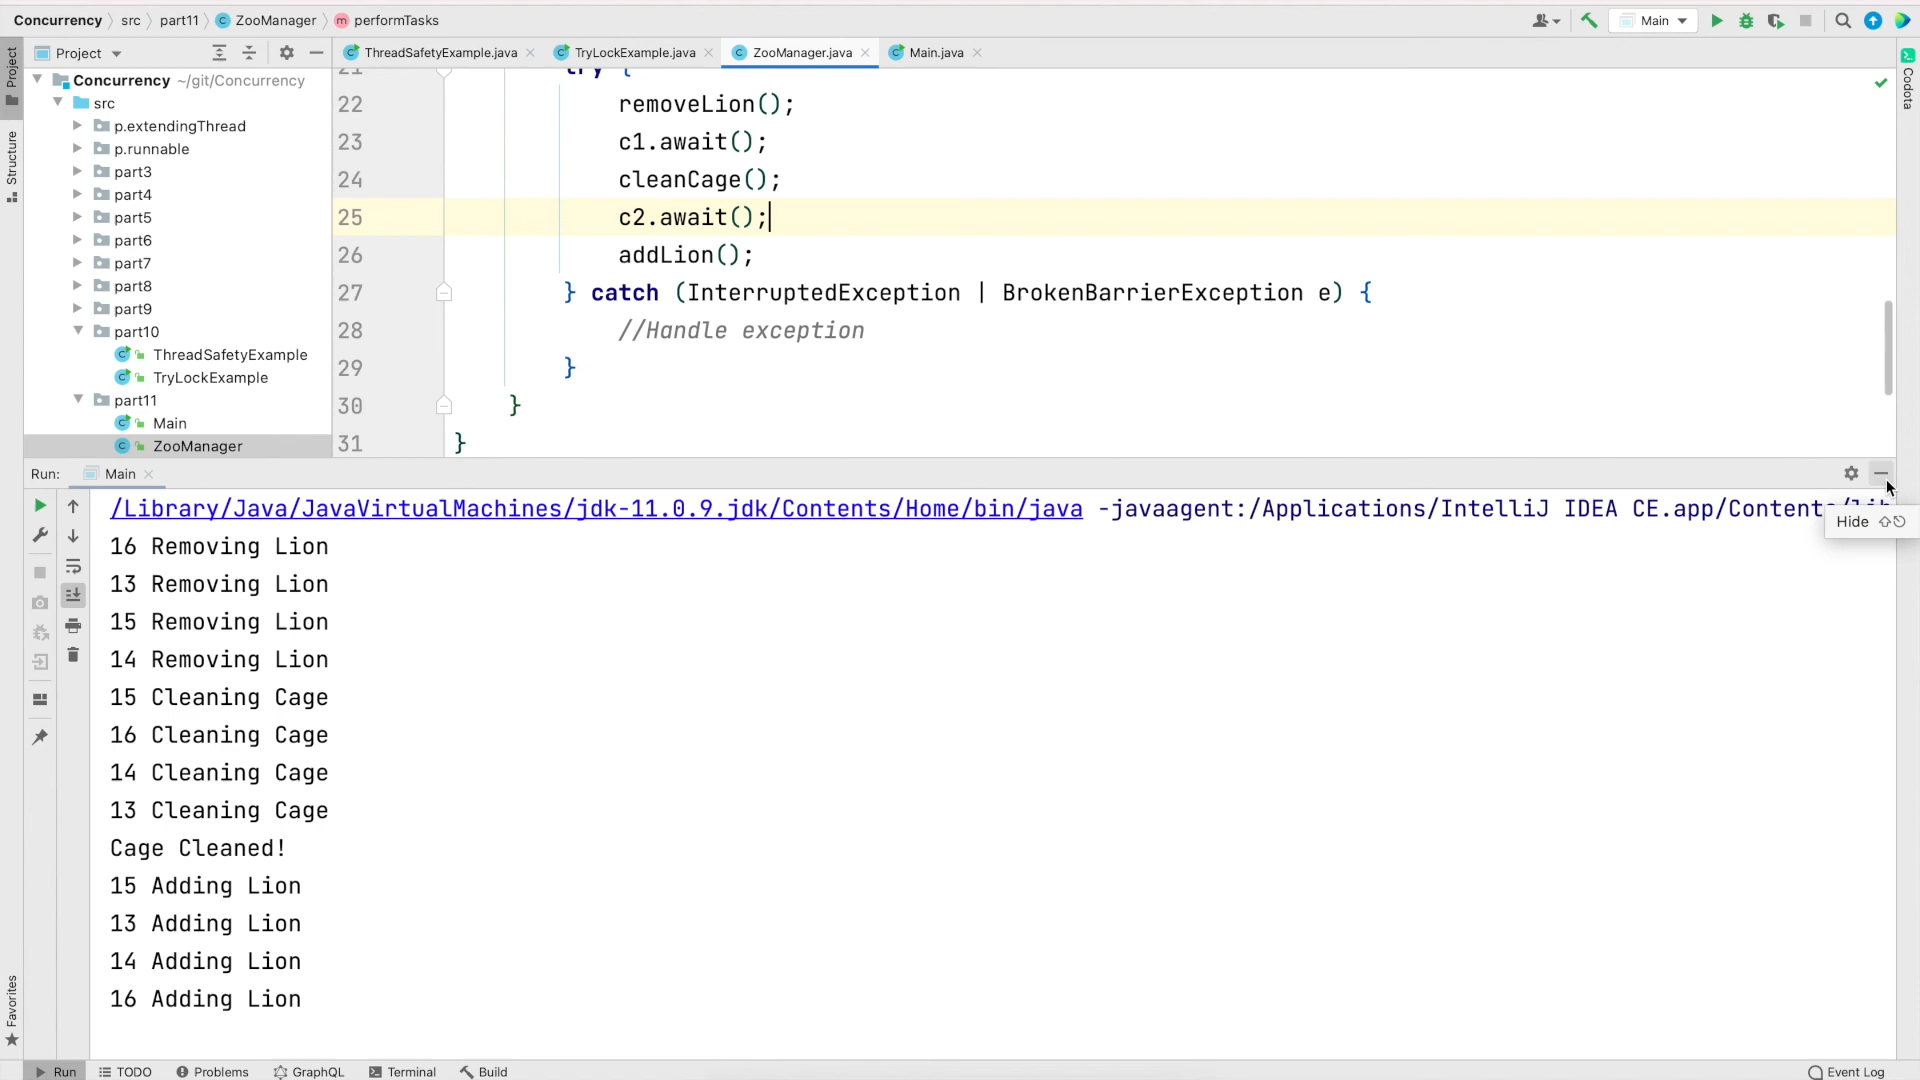 Concurrency src part11 ZooManager performTasks
Main
Project
ThreadSafetyExample.java
TryLockExample.java
ZooManager.java
Main.java
Project
Structure
Favorites
Codota
Concurrency ~/git/Concurrency
src
p.extendingThread
p.runnable
part3
part4
part5
part6
part7
part8
part9
part10
ThreadSafetyExample
TryLockExample
part11
Main
ZooManager
21 try {
22 removeLion();
23 c1.await();
24 cleanCage();
25 c2.await();
26 addLion();
27 } catch (InterruptedException | BrokenBarrierException e) {
28 //Handle exception
29 }
30 }
31 }
Run: Main
/Library/Java/JavaVirtualMachines/jdk-11.0.9.jdk/Contents/Home/bin/java -javaagent:/Applications/IntelliJ IDEA CE.app/Contents/lib
Hide
16 Removing Lion
13 Removing Lion
15 Removing Lion
14 Removing Lion
15 Cleaning Cage
16 Cleaning Cage
14 Cleaning Cage
13 Cleaning Cage
Cage Cleaned!
15 Adding Lion
13 Adding Lion
14 Adding Lion
16 Adding Lion
Run TODO Problems GraphQL Terminal Build Event Log